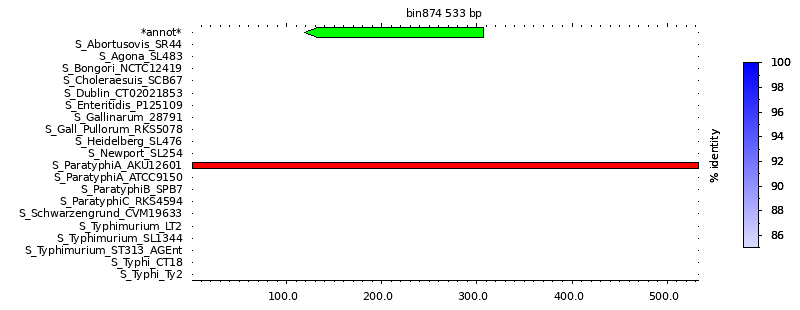 bin874 533 bp
*annot*
S_Abortusovis_SR44
S_Agona_SL483
S_Bongori_NCTC12419
S_Choleraesuis_SCB67
S_Dublin_CT02021853
S_Enteritidis_P125109
S_Gallinarum_28791
S_Gall_Pullorum_RKS5078
S_Heidelberg_SL476
S_Newport_SL254
S_ParatyphiA_AKU12601
S_ParatyphiA_ATCC9150
S_ParatyphiB_SPB7
S_ParatyphiC_RKS4594
S_Schwarzengrund_CVM19633
S_Typhimurium_LT2
S_Typhimurium_SL1344
S_Typhimurium_ST313_AGEnt
S_Typhi_CT18
S_Typhi_Ty2
100.0 200.0 300.0 400.0 500.0
% identity
100
98
96
94
92
90
88
86